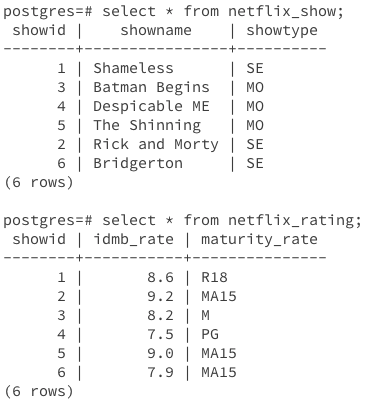 postgres=# select * from netflix_show;
 showid |    showname    | showtype
--------+----------------+----------
      1 | Shameless      | SE
      3 | Batman Begins  | MO
      4 | Despicable ME  | MO
      5 | The Shinning   | MO
      2 | Rick and Morty | SE
      6 | Bridgerton     | SE
(6 rows)

postgres=# select * from netflix_rating;
 showid | idmb_rate | maturity_rate
--------+-----------+---------------
      1 |       8.6 | R18
      2 |       9.2 | MA15
      3 |       8.2 | M
      4 |       7.5 | PG
      5 |       9.0 | MA15
      6 |       7.9 | MA15
(6 rows)